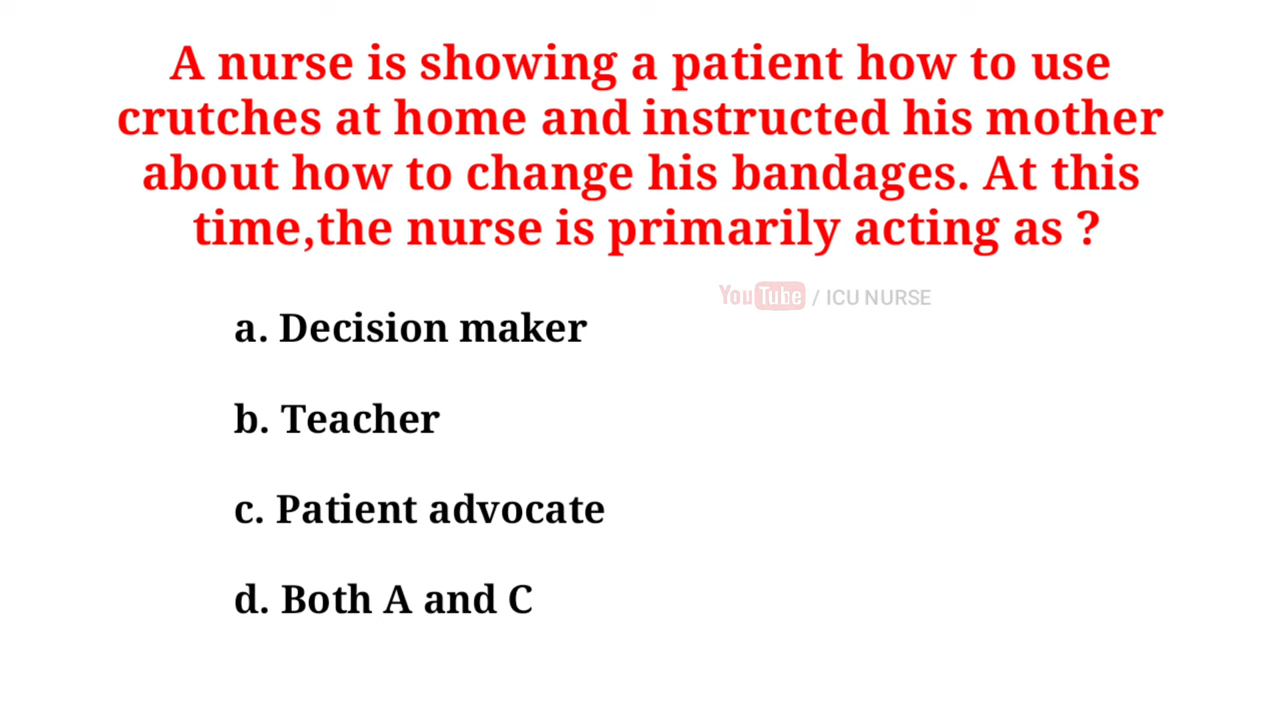 A nurse is showing a patient how to use
crutches at home and instructed his mother
about how to change his bandages. At this
time,the nurse is primarily acting as ?
YouTube / ICU NURSE
a. Decision maker
b. Teacher
c. Patient advocate
d. Both A and C